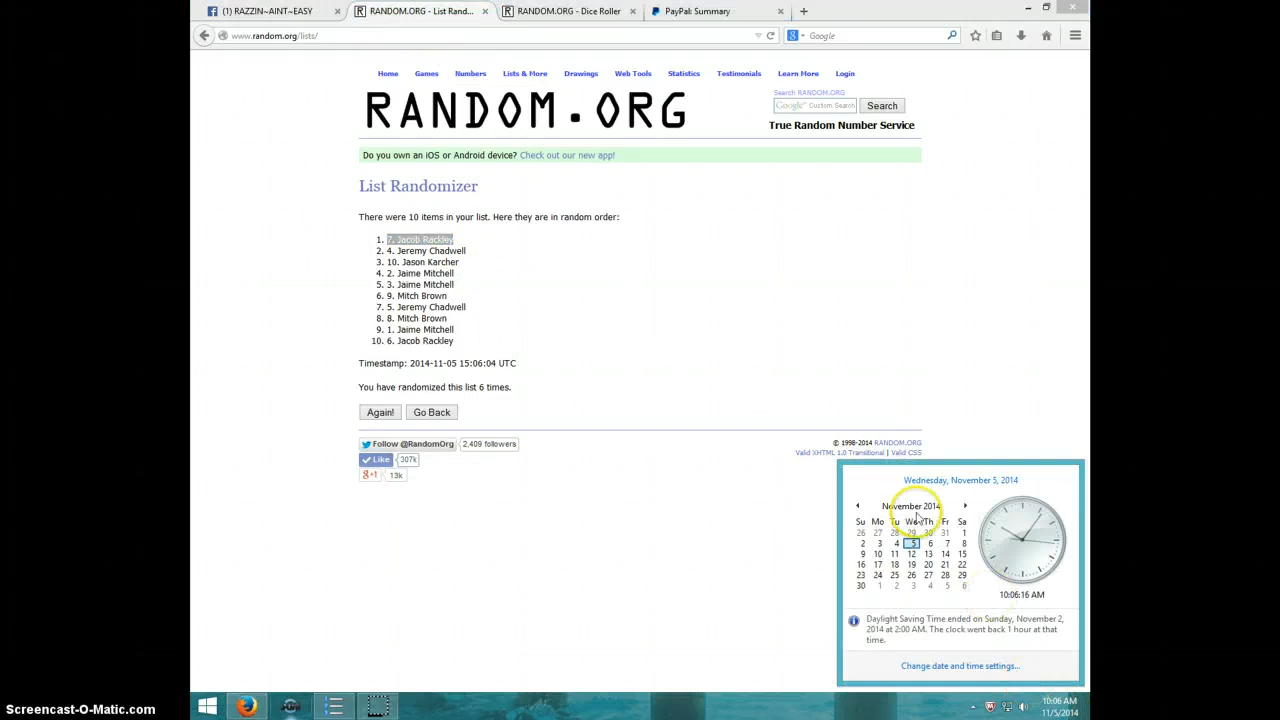 (1) RAZZIN~AINT~EASY
RANDOM.ORG - List Rand...
RANDOM.ORG - Dice Roller
PayPal: Summary
www.random.org/lists/
Google
Home Games Numbers Lists & More Drawings Web Tools Statistics Testimonials Learn More Login
RANDOM.ORG
Search RANDOM.ORG
Google™ Custom Search Search
True Random Number Service
Do you own an iOS or Android device? Check out our new app!
List Randomizer
There were 10 items in your list. Here they are in random order:
1. 7. Jacob Rackley
2. 4. Jeremy Chadwell
3. 10. Jason Karcher
4. 2. Jaime Mitchell
5. 3. Jaime Mitchell
6. 9. Mitch Brown
7. 5. Jeremy Chadwell
8. 8. Mitch Brown
9. 1. Jaime Mitchell
10. 6. Jacob Rackley
Timestamp: 2014-11-05 15:06:04 UTC
You have randomized this list 6 times.
Again! Go Back
Follow @RandomOrg 2,409 followers
Like 307k
+1 13k
© 1998-2014 RANDOM.ORG
Valid XHTML 1.0 Transitional | Valid CSS
Wednesday, November 5, 2014
November 2014
Su Mo Tu We Th Fr Sa
26 27 28 29 30 31 1
2 3 4 5 6 7 8
9 10 11 12 13 14 15
16 17 18 19 20 21 22
23 24 25 26 27 28 29
30 1 2 3 4 5 6
10:06:16 AM
Daylight Saving Time ended on Sunday, November 2,
2014 at 2:00 AM. The clock went back 1 hour at that
time.
Change date and time settings...
10:06 AM
11/5/2014
Screencast-O-Matic.com